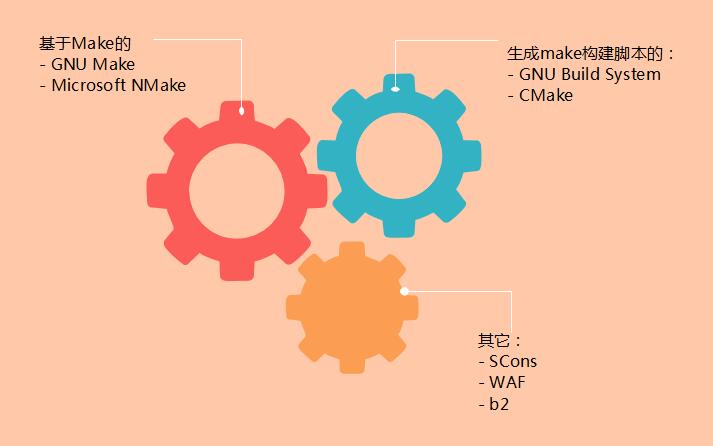 基于Make的
- GNU Make
- Microsoft NMake
生成make构建脚本的：
- GNU Build System
- CMake
其它：
- SCons
- WAF
- b2